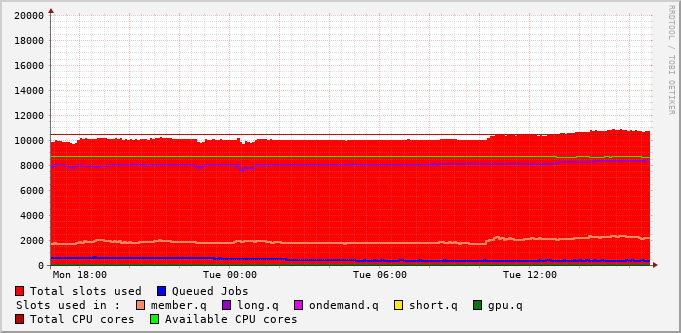 RRDTOOL / TOBI OETIKER
20000
18000
16000
14000
12000
10000
8000
6000
4000
2000
0
Mon 18:00 Tue 00:00 Tue 06:00 Tue 12:00
Total slots used Queued Jobs
Slots used in : member.q long.q ondemand.q short.q gpu.q
Total CPU cores Available CPU cores